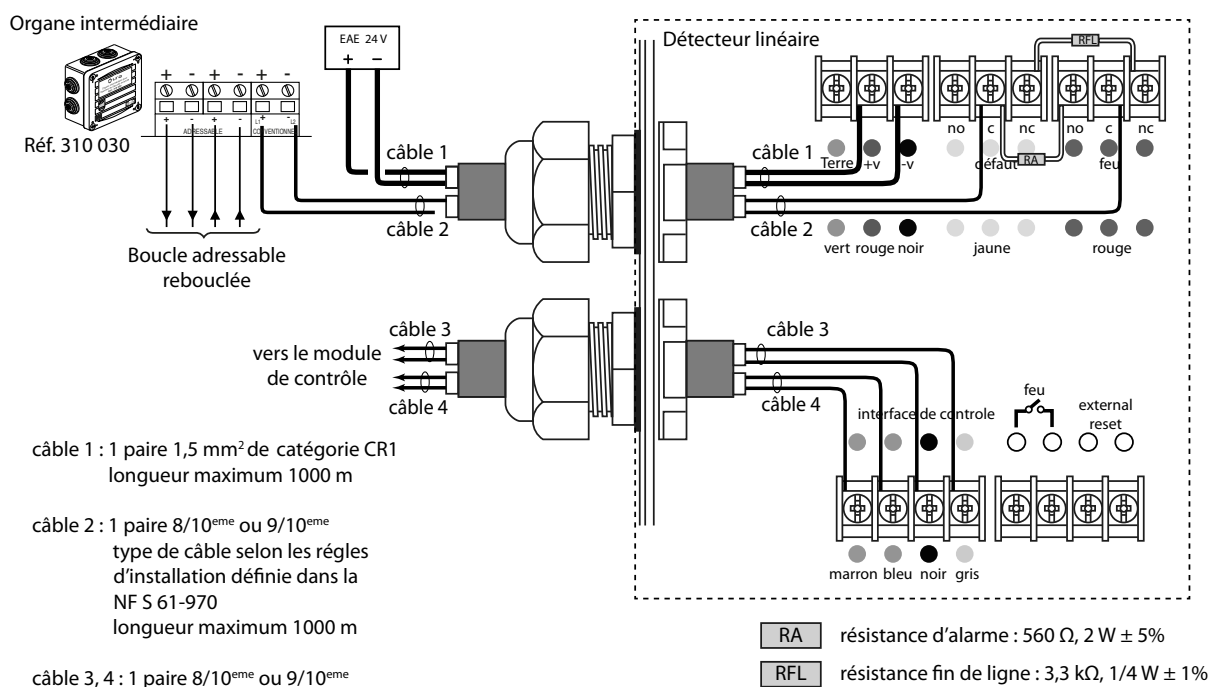 Organe intermédiaire
Réf. 310 030
+ - + - + -
+ - + - L1 + - L2
ADRESSABLE CONVENTIONNEL
Boucle adressable
rebouclée
EAE 24 V
+ −
câble 1
câble 2
Détecteur linéaire
RFL
câble 1
câble 2
no c nc no c nc
RA
Terre +v -v défaut feu
vert rouge noir jaune rouge
câble 3
vers le module
de contrôle
câble 4
câble 3
câble 4
interface de controle
feu
external
reset
marron bleu noir gris
câble 1 : 1 paire 1,5 mm² de catégorie CR1
longueur maximum 1000 m
câble 2 : 1 paire 8/10eme ou 9/10eme
type de câble selon les régles
d'installation définie dans la
NF S 61-970
longueur maximum 1000 m
câble 3, 4 : 1 paire 8/10eme ou 9/10eme
RA résistance d'alarme : 560 Ω, 2 W ± 5%
RFL résistance fin de ligne : 3,3 kΩ, 1/4 W ± 1%